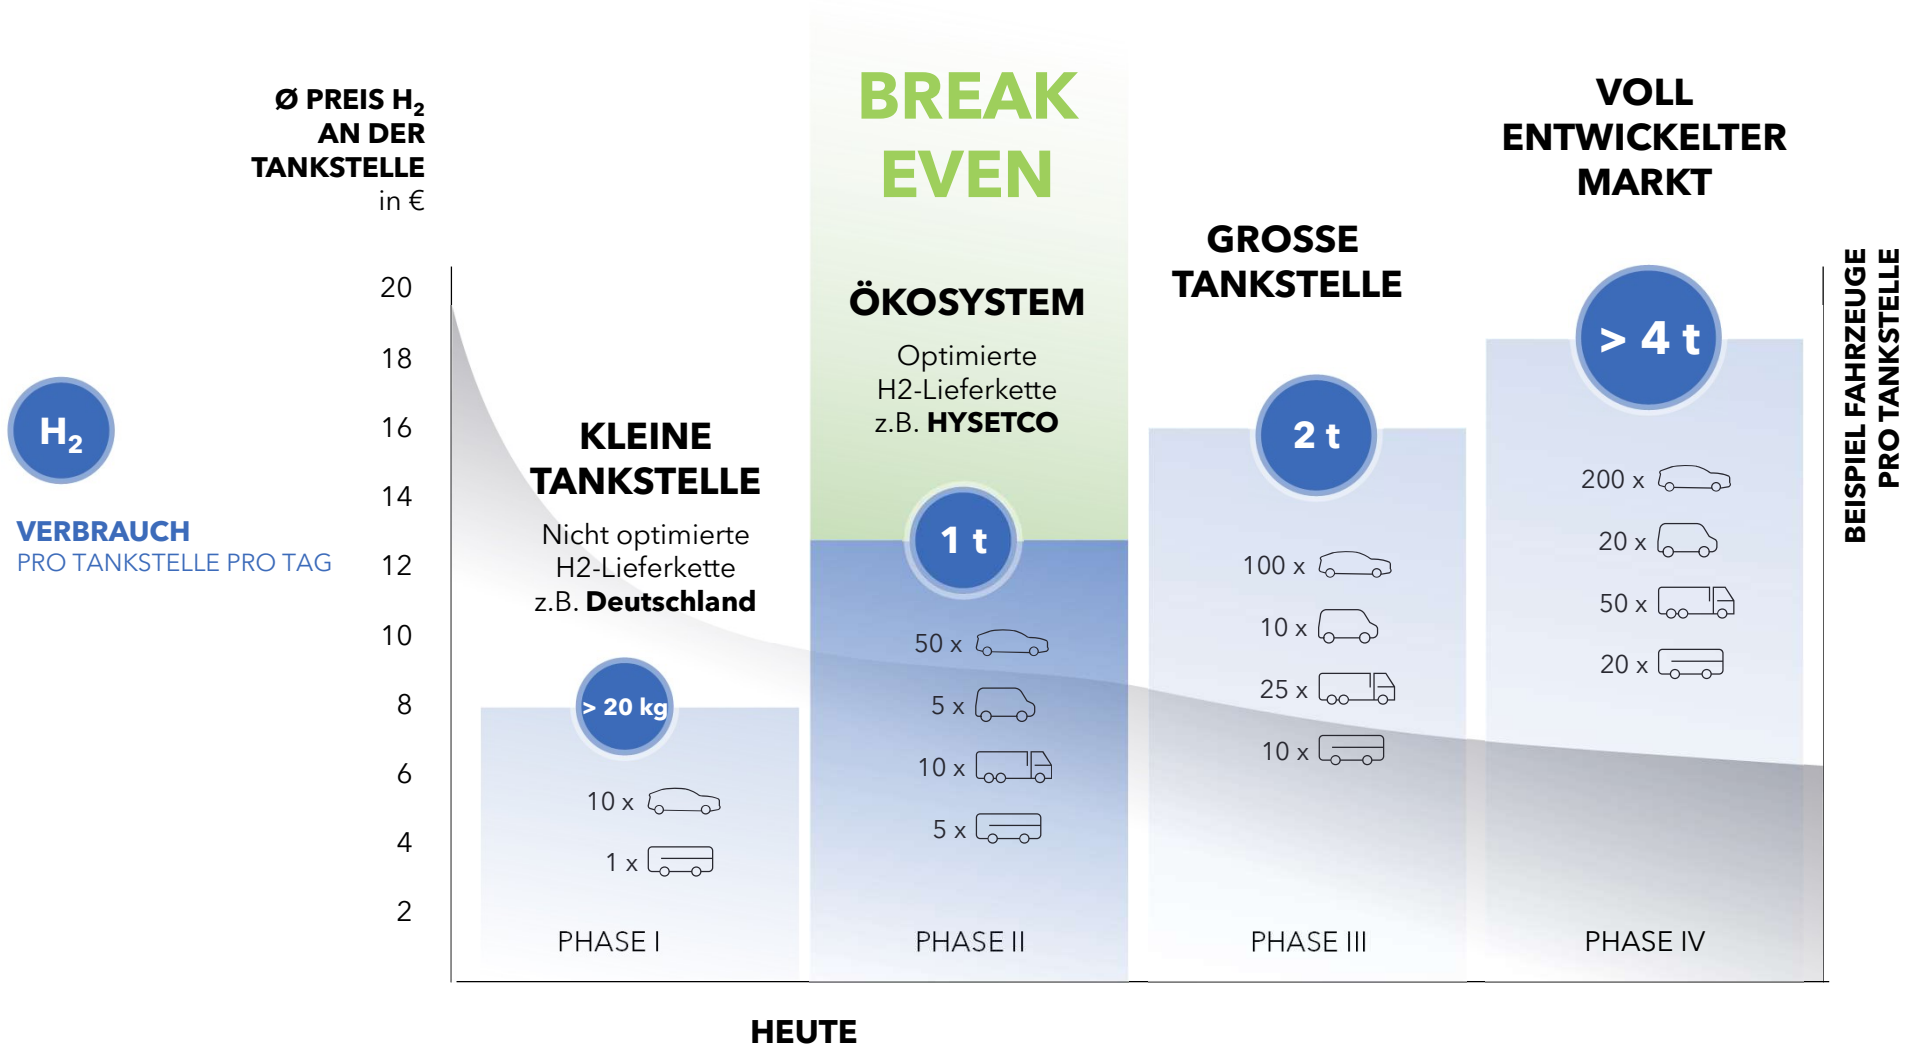 Ø PREIS H₂
AN DER
TANKSTELLE
in €
20
18
16
14
12
10
8
6
4
2
H₂
VERBRAUCH
PRO TANKSTELLE PRO TAG
KLEINE
TANKSTELLE
Nicht optimierte
H2-Lieferkette
z.B. Deutschland
> 20 kg
10 x
1 x
PHASE I
BREAK
EVEN
ÖKOSYSTEM
Optimierte
H2-Lieferkette
z.B. HYSETCO
1 t
50 x
5 x
10 x
5 x
PHASE II
GROSSE
TANKSTELLE
2 t
100 x
10 x
25 x
10 x
PHASE III
VOLL
ENTWICKELTER
MARKT
> 4 t
200 x
20 x
50 x
20 x
PHASE IV
BEISPIEL FAHRZEUGE
PRO TANKSTELLE
HEUTE